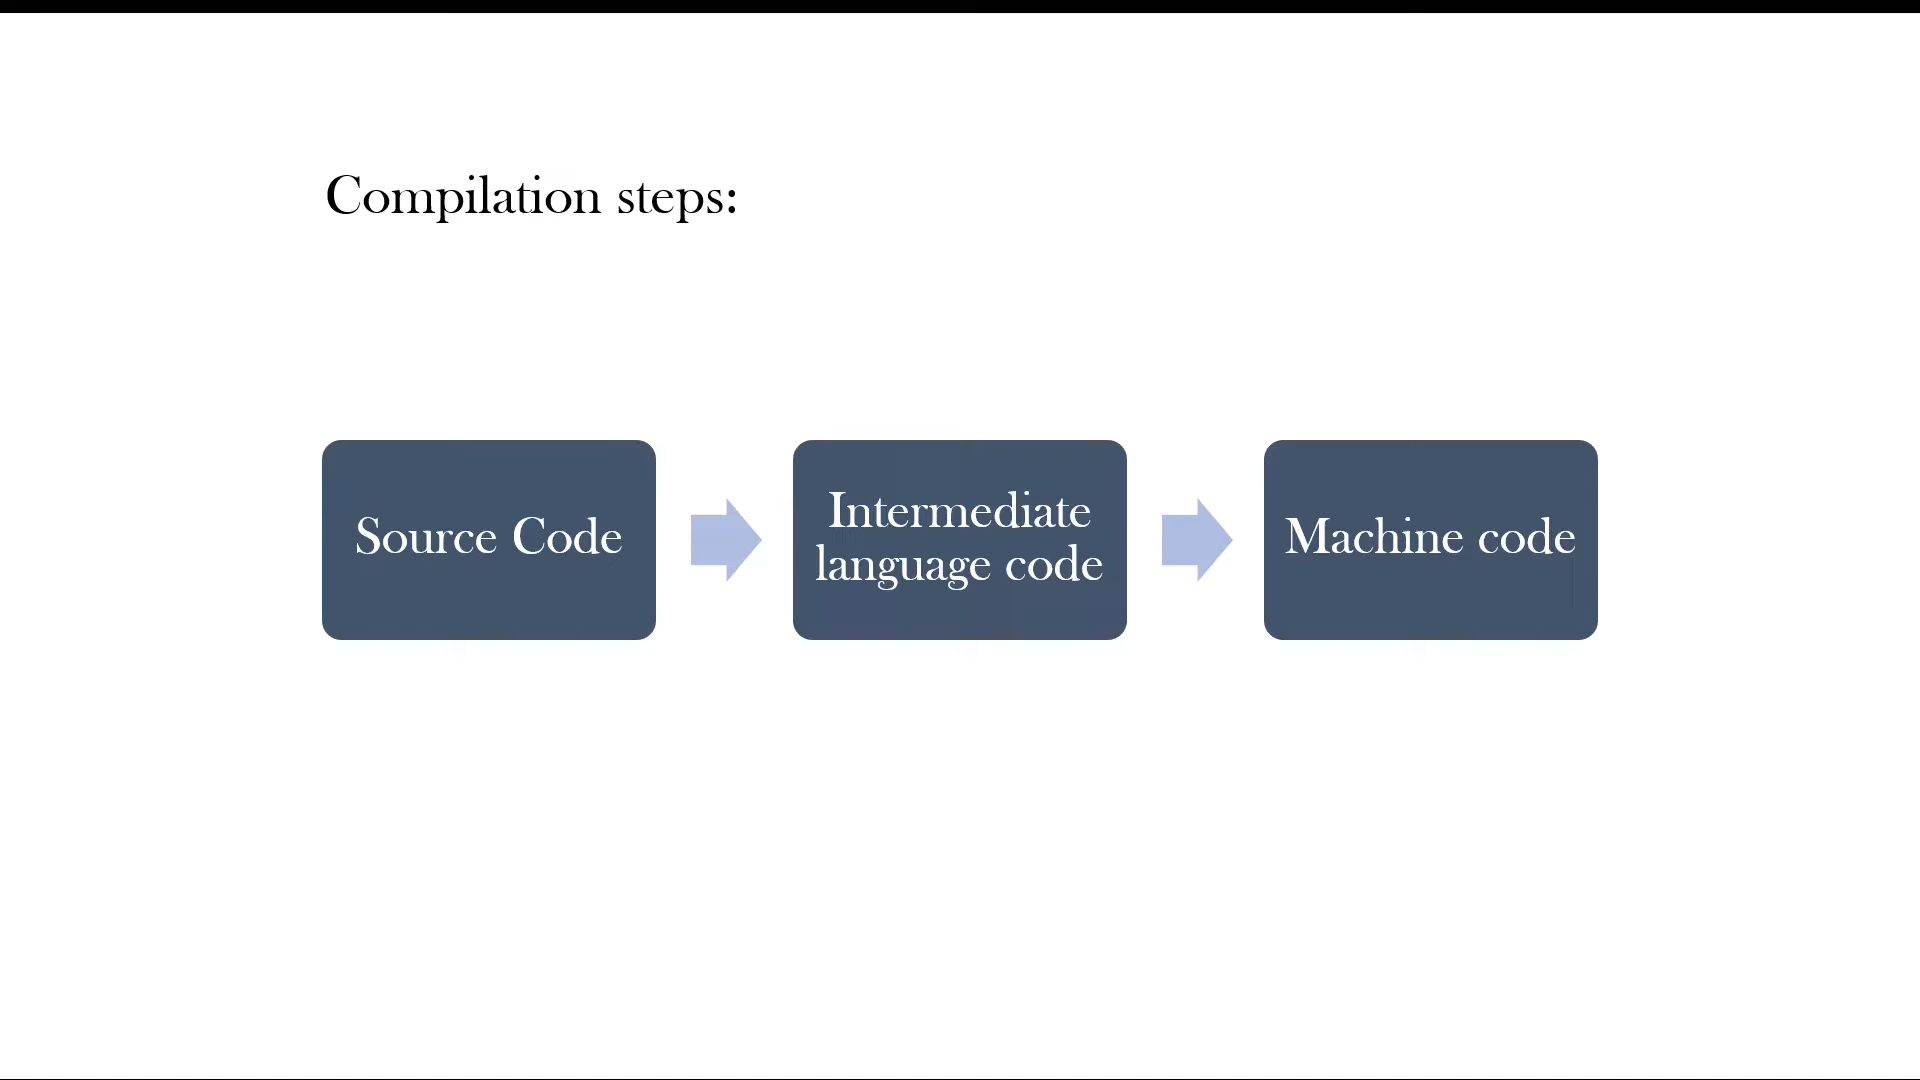 Compilation steps:
Source Code
Intermediate
language code
Machine code